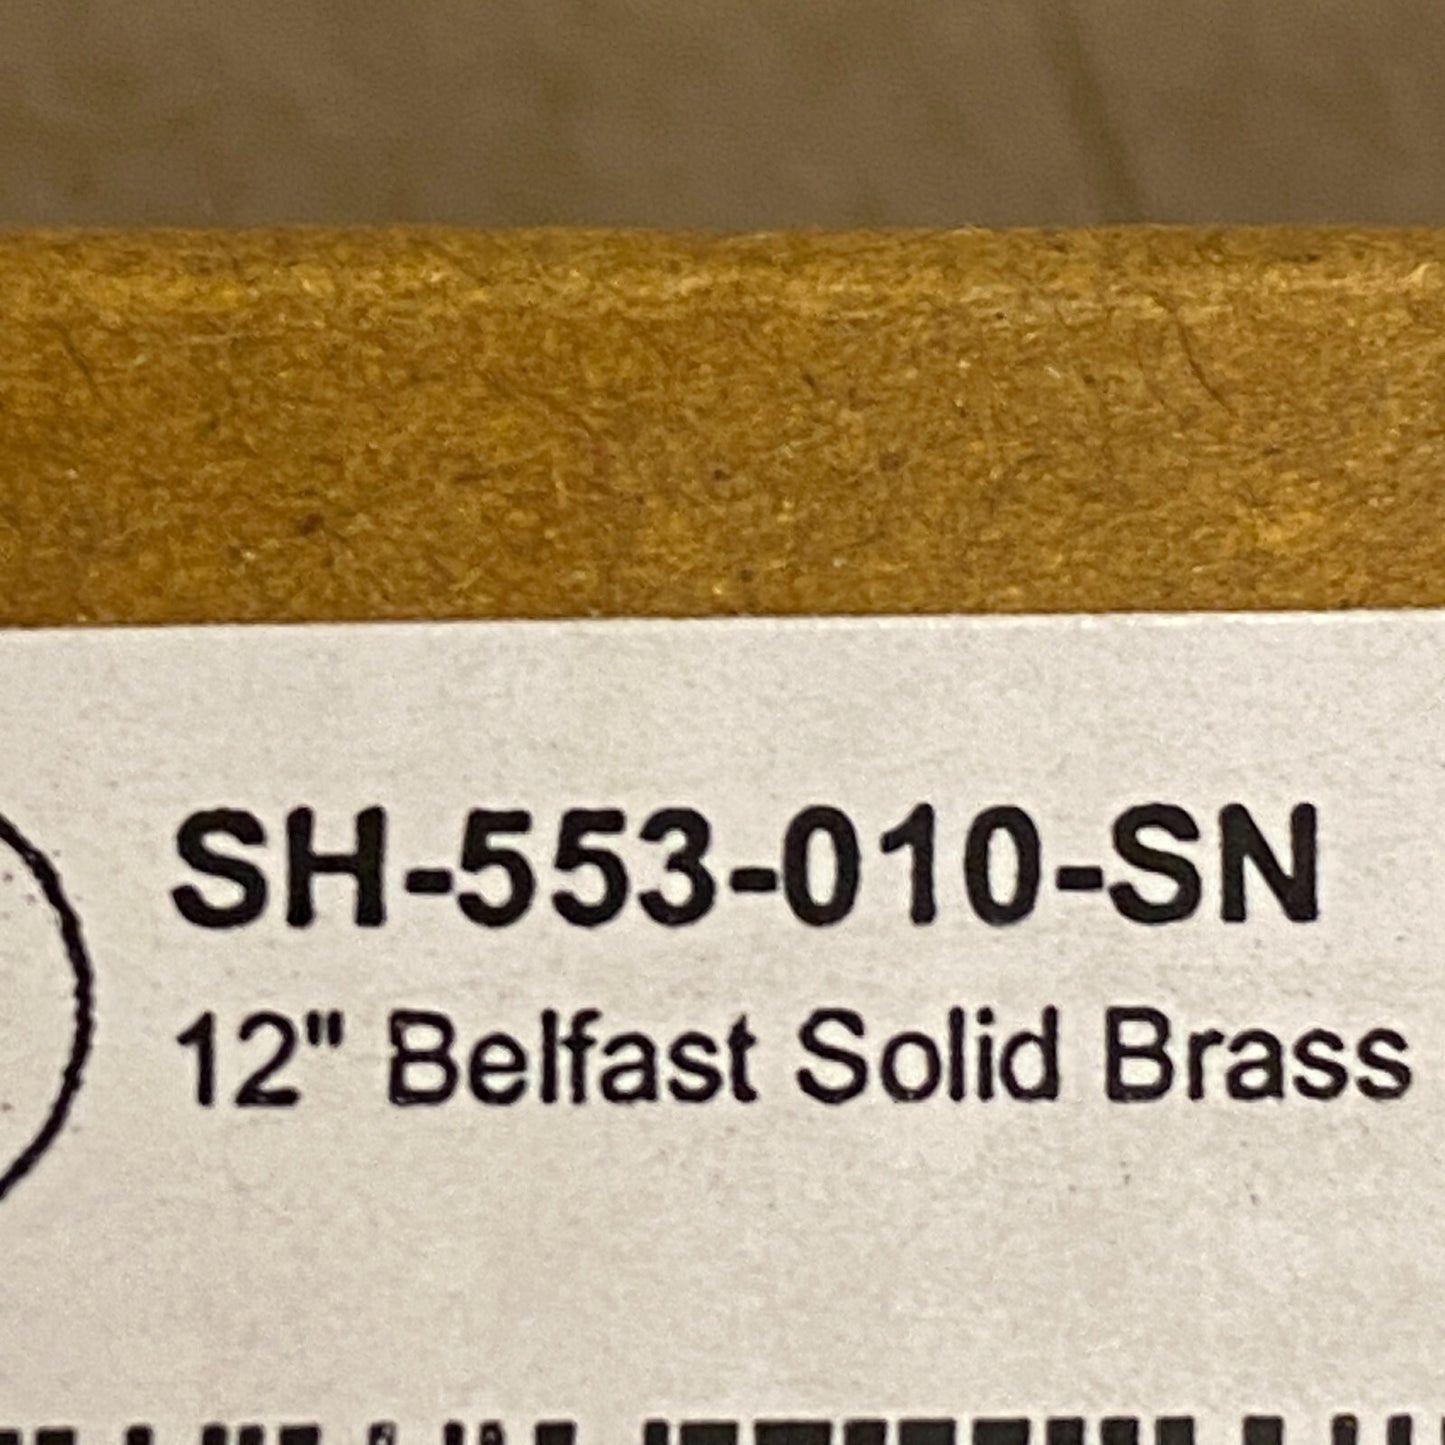 SH-553-010-SN
12" Belfast Solid Brass